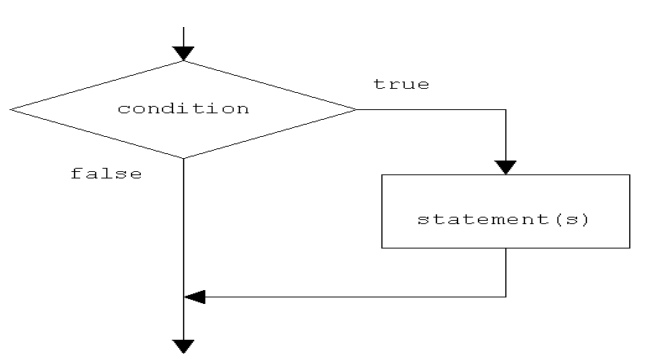 true
condition
false
statement(s)